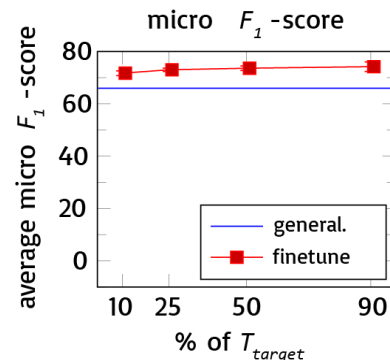 micro F₁ -score
average micro F₁ -score
80
60
40
20
0
general.
finetune
10 25 50 90
% of T_target